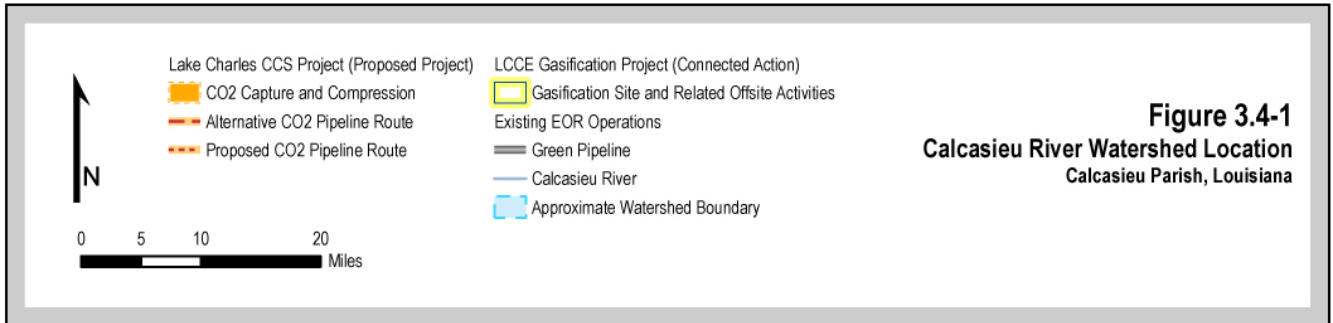 Lake Charles CCS Project (Proposed Project)
CO2 Capture and Compression
Alternative CO2 Pipeline Route
Proposed CO2 Pipeline Route
LCCE Gasification Project (Connected Action)
Gasification Site and Related Offsite Activities
Existing EOR Operations
Green Pipeline
Calcasieu River
Approximate Watershed Boundary
Figure 3.4-1
Calcasieu River Watershed Location
Calcasieu Parish, Louisiana
N
0 5 10 20
Miles